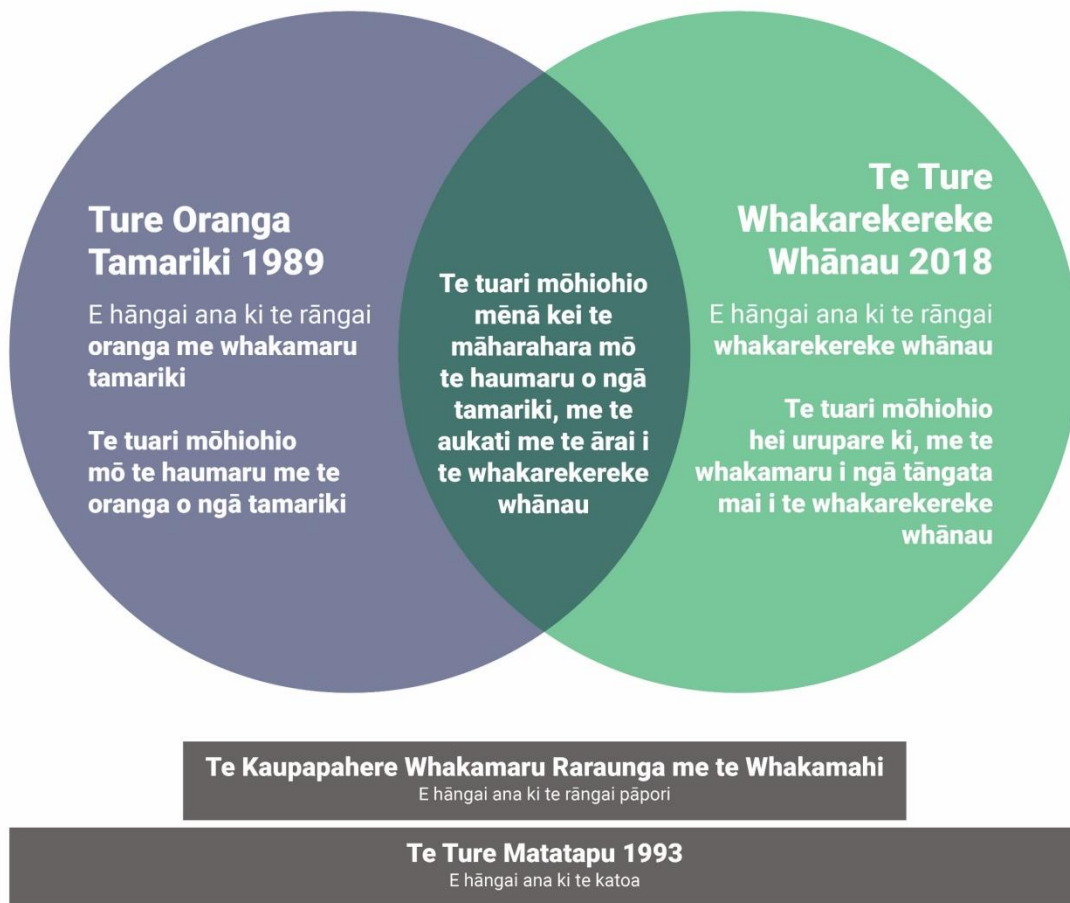 Ture Oranga
Tamariki 1989
E hāngai ana ki te rāngai
oranga me whakamaru
tamariki
Te tuari mōhiohio
mō te haumaru me te
oranga o ngā tamariki
Te tuari mōhiohio
mēnā kei te
māharahara mō
te haumaru o ngā
tamariki, me te
aukati me te ārai i
te whakarekereke
whānau
Te Ture
Whakarekereke
Whānau 2018
E hāngai ana ki te rāngai
whakarekereke whānau
Te tuari mōhiohio
hei urupare ki, me te
whakamaru i ngā tāngata
mai i te whakarekereke
whānau
Te Kaupapahere Whakamaru Raraunga me te Whakamahi
E hāngai ana ki te rāngai pāpori
Te Ture Matatapu 1993
E hāngai ana ki te katoa